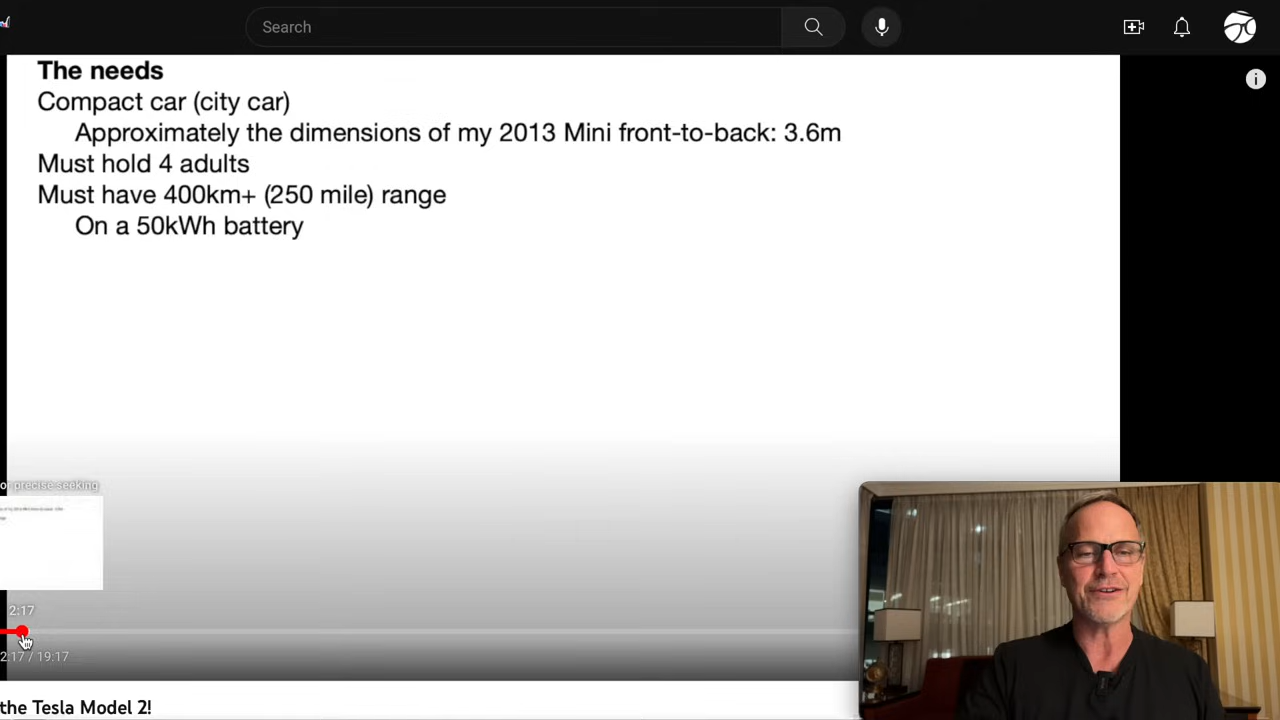 Search
The needs
Compact car (city car)
Approximately the dimensions of my 2013 Mini front-to-back: 3.6m
Must hold 4 adults
Must have 400km+ (250 mile) range
On a 50kWh battery
or precise seeking
2:17
2:17 / 19:17
the Tesla Model 2!